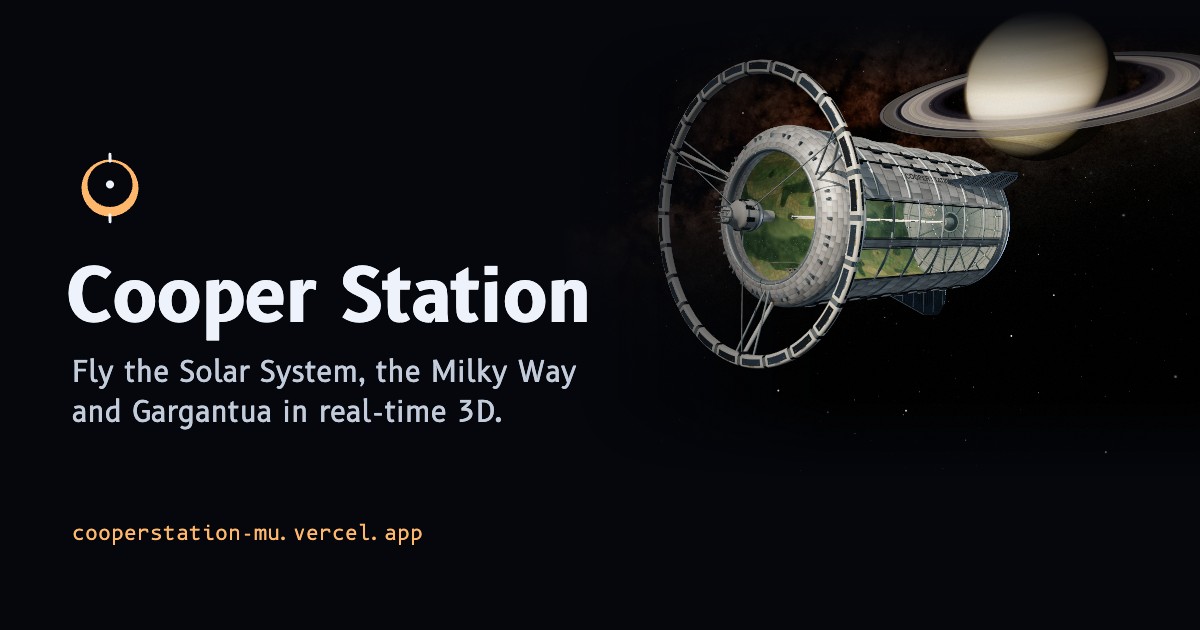 Cooper Station
Fly the Solar System, the Milky Way
and Gargantua in real-time 3D.
cooperstation-mu.vercel.app